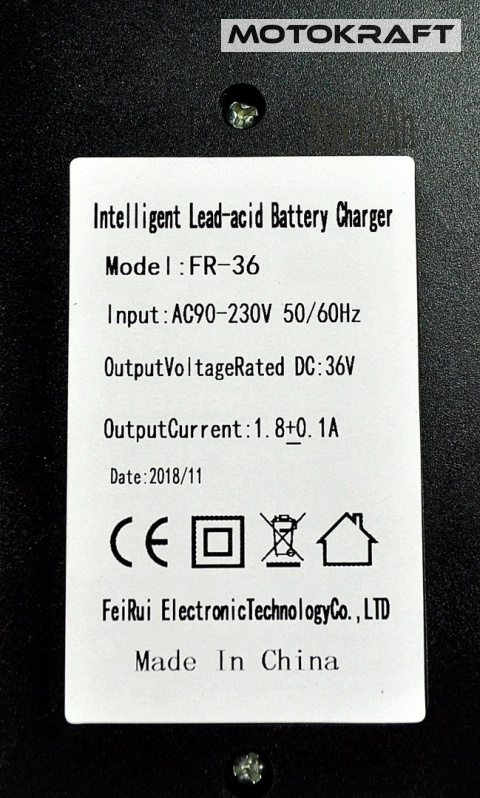 MOTOKRAFT
Intelligent Lead-acid Battery Charger
Model:FR-36
Input:AC90-230V 50/60Hz
OutputVoltageRated DC:36V
OutputCurrent:1.8±0.1A
Date:2018/11
CE
FeiRui ElectronicTechnologyCo.,LTD
Made In China